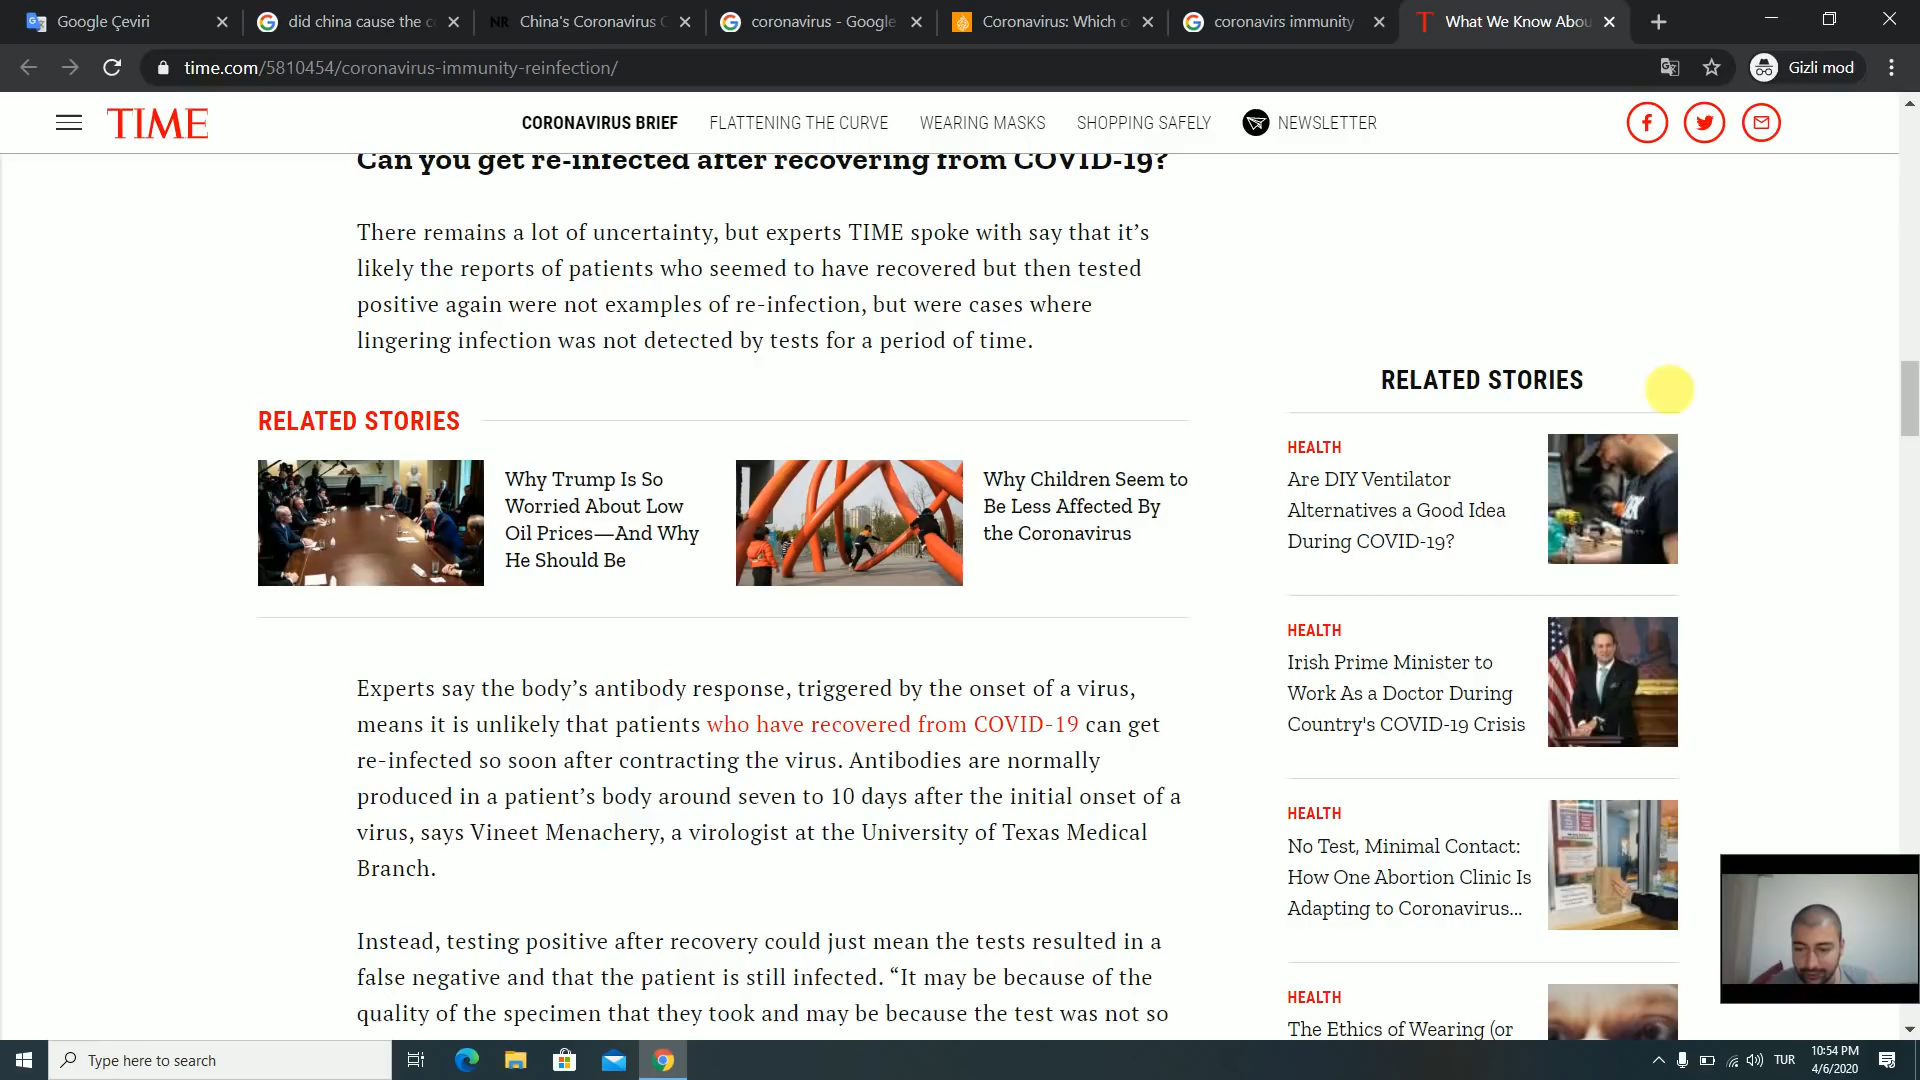 Google Çeviri
did china cause the c
China's Coronavirus C
coronavirus - Google
Coronavirus: Which c
coronavirs immunity
What We Know Abou
time.com/5810454/coronavirus-immunity-reinfection/
Gizli mod
TIME
CORONAVIRUS BRIEF
FLATTENING THE CURVE
WEARING MASKS
SHOPPING SAFELY
NEWSLETTER
Can you get re-infected after recovering from COVID-19?
There remains a lot of uncertainty, but experts TIME spoke with say that it's
likely the reports of patients who seemed to have recovered but then tested
positive again were not examples of re-infection, but were cases where
lingering infection was not detected by tests for a period of time.
RELATED STORIES
Why Trump Is So
Worried About Low
Oil Prices—And Why
He Should Be
Why Children Seem to
Be Less Affected By
the Coronavirus
Experts say the body's antibody response, triggered by the onset of a virus,
means it is unlikely that patients who have recovered from COVID-19 can get
re-infected so soon after contracting the virus. Antibodies are normally
produced in a patient's body around seven to 10 days after the initial onset of a
virus, says Vineet Menachery, a virologist at the University of Texas Medical
Branch.
Instead, testing positive after recovery could just mean the tests resulted in a
false negative and that the patient is still infected. “It may be because of the
quality of the specimen that they took and may be because the test was not so
RELATED STORIES
HEALTH
Are DIY Ventilator
Alternatives a Good Idea
During COVID-19?
HEALTH
Irish Prime Minister to
Work As a Doctor During
Country's COVID-19 Crisis
HEALTH
No Test, Minimal Contact:
How One Abortion Clinic Is
Adapting to Coronavirus...
HEALTH
The Ethics of Wearing (or
Type here to search
TUR
10:54 PM
4/6/2020